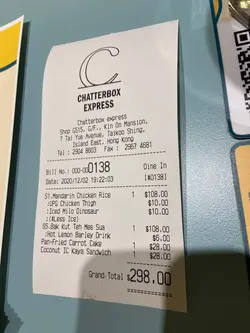 CHATTERBOX
EXPRESS
Chatterbox express
Shop G515, G/F., Kin On Mansion,
7 Tai Yue Avenue, Taikoo Shing,
Island East, Hong Kong
Tel : 2904 8603 Fax : 2967 4681
Bill No.: 000-000138 Dine In
Date: 2020/12/02 19:22:03 [#0138]
S1.Mandarin Chicken Rice 1 $108.00
:UPG Chicken Thigh $10.00
:Iced Milo Dinosaur $10.00
:(#Less Ice)
S5.Bak Kut Teh Mee Sua 1 $108.00
:Hot Lemon Barley Drink $6.00
Pan-Fried Carrot Cake 1 $28.00
Coconut IC Kaya Sandwich 1 $28.00
Grand Total $298.00